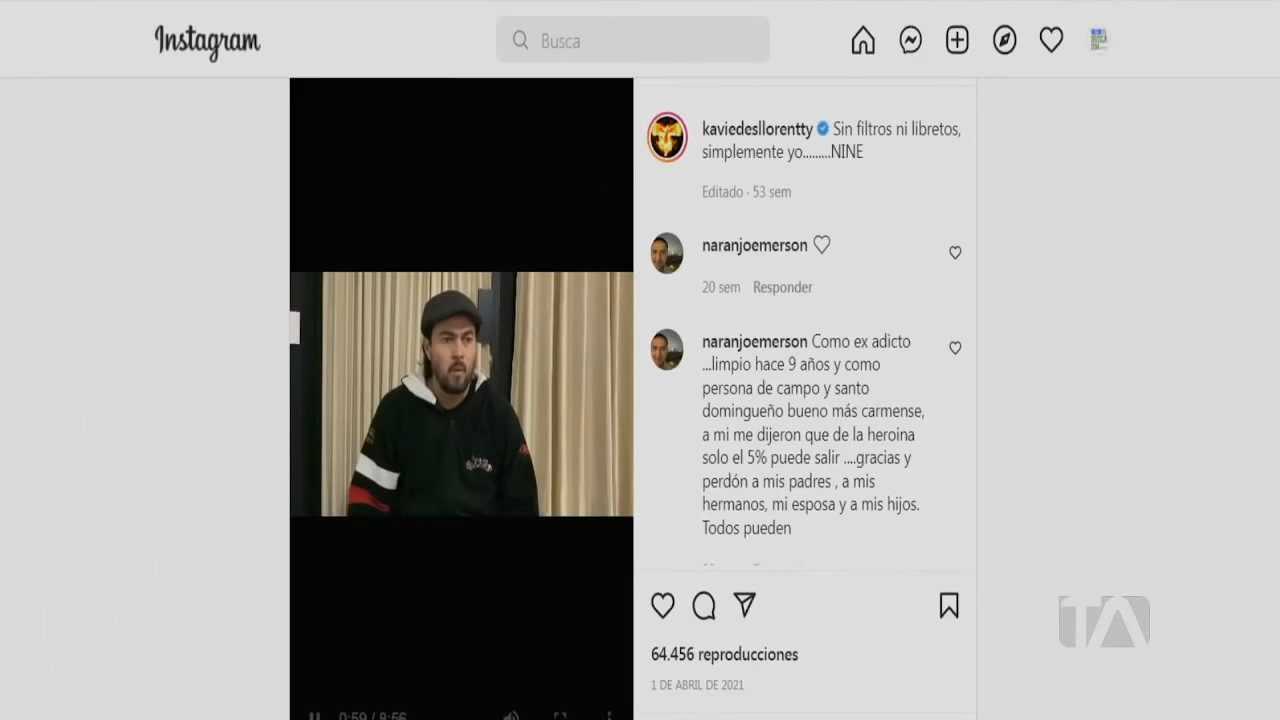 Instagram
Busca
kaviedesllorentty Sin filtros ni libretos,
simplemente yo.........NINE
Editado · 53 sem
naranjoemerson
20 sem Responder
naranjoemerson Como ex adicto
...limpio hace 9 años y como
persona de campo y santo
domingueño bueno más carmense,
a mi me dijeron que de la heroina
solo el 5% puede salir ....gracias y
perdón a mis padres , a mis
hermanos, mi esposa y a mis hijos.
Todos pueden
64.456 reproducciones
1 DE ABRIL DE 2021
0:59 / 8:56
TA